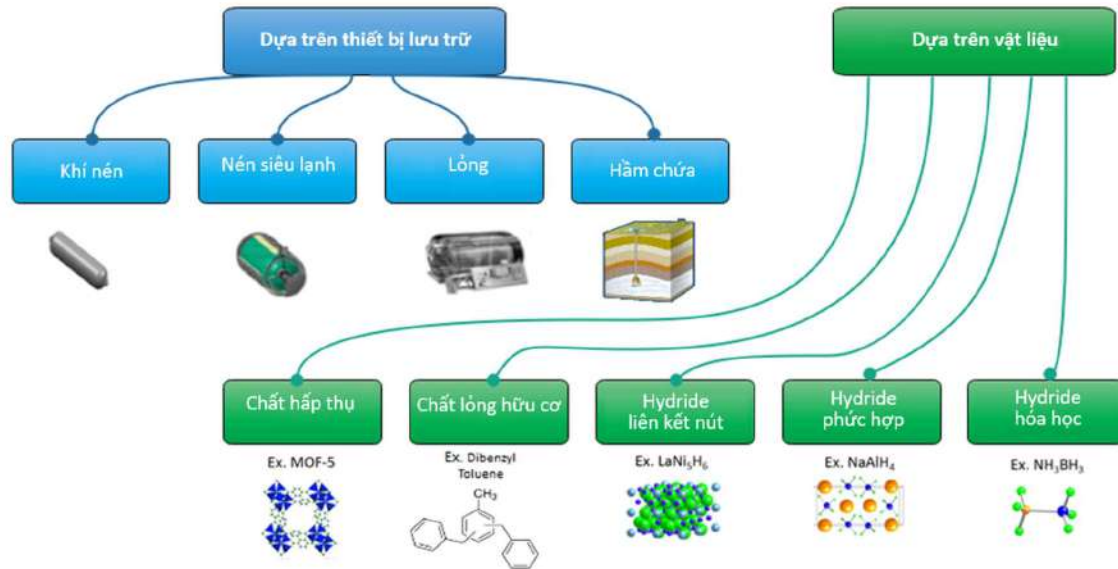 Dựa trên thiết bị lưu trữ
Dựa trên vật liệu
Khí nén
Nén siêu lạnh
Lỏng
Hầm chứa
Chất hấp thụ
Chất lỏng hữu cơ
Hydride
liên kết nút
Hydride
phức hợp
Hydride
hóa học
Ex. MOF-5
Ex. Dibenzyl
Toluene
CH₃
Ex. LaNi₅H₆
Ex. NaAlH₄
Ex. NH₃BH₃